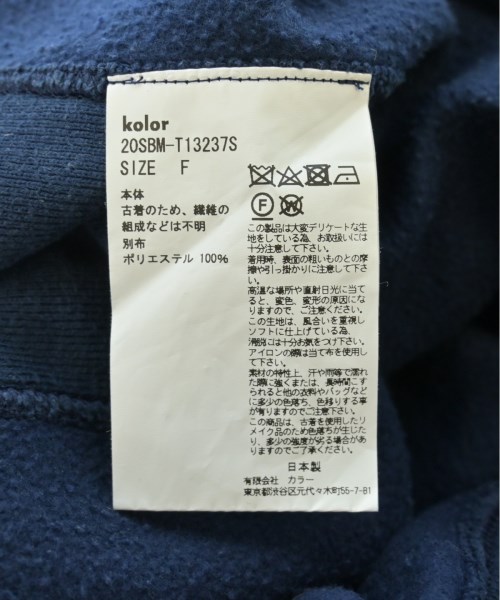 kolor
20SBM-T13237S
SIZE F
本体
古着のため、繊維の
組成などは不明
別布
ポリエステル 100%
F
W
この製品は大変デリケートな生
地をしている為、お取扱いには
十分注意して下さい。
着用時、表面の粗いものとの摩
擦や引っ掛かりに注意して下さ
い。
高温な場所や直射日光に当て
ると、変色、変形の原因にな
りますので、ご注意ください。
この生地は、風合いを重視し
ソフトに仕上げている為、
滑脱には十分お気をつけ下さい。
アイロンの際は当て布を使用し
て下さい。
素材の特性上、汗や雨等で濡れ
た際に強くまたは、長時間こす
られると他の衣料やバッグなど
に多少の色落ち、色移りする事
が有りますのでご注意下さい。
この商品は、古着を使用したリ
メイク品のため色落ちが生じた
り、多少の強度が劣る場合があ
りますのでご了承ください。
日本製
有限会社 カラー
東京都渋谷区元代々木町55-7-B1